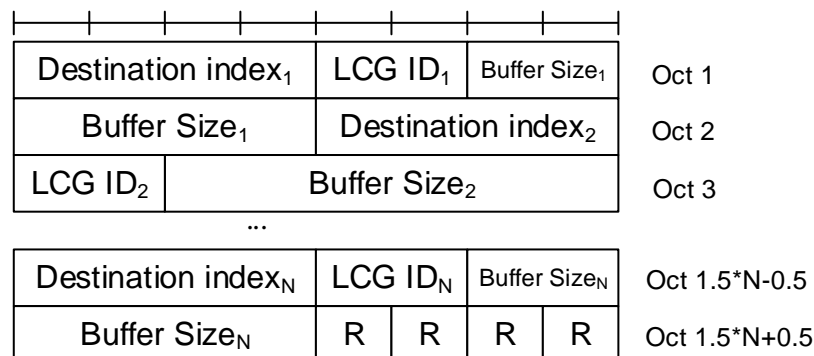 Destination index₁ LCG ID₁ Buffer Size₁ Oct 1
Buffer Size₁ Destination index₂ Oct 2
LCG ID₂ Buffer Size₂ Oct 3
...
Destination indexN LCG IDN Buffer SizeN Oct 1.5*N-0.5
Buffer SizeN R R R R Oct 1.5*N+0.5